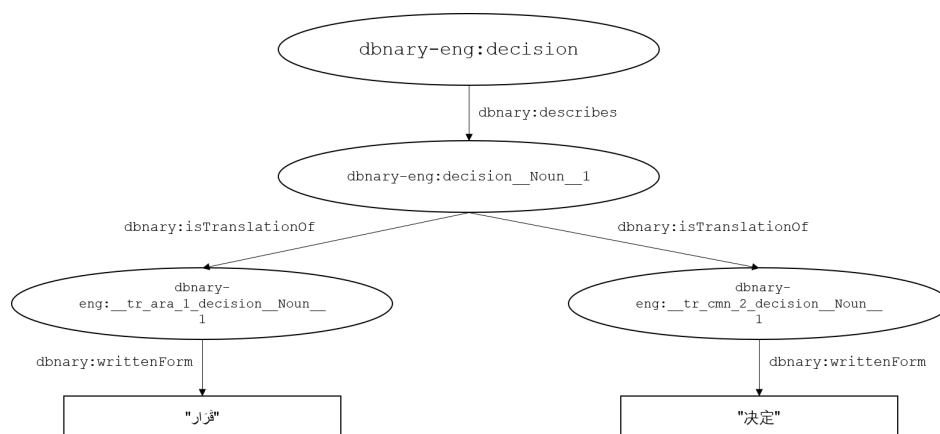 dbnary-eng:decision
dbnary:describes
dbnary-eng:decision__Noun__1
dbnary:isTranslationOf
dbnary:isTranslationOf
dbnary-
eng:__tr_ara_1_decision__Noun__
1
dbnary-
eng:__tr_cmn_2_decision__Noun__
1
dbnary:writtenForm
dbnary:writtenForm
"قَرَار"
"决定"